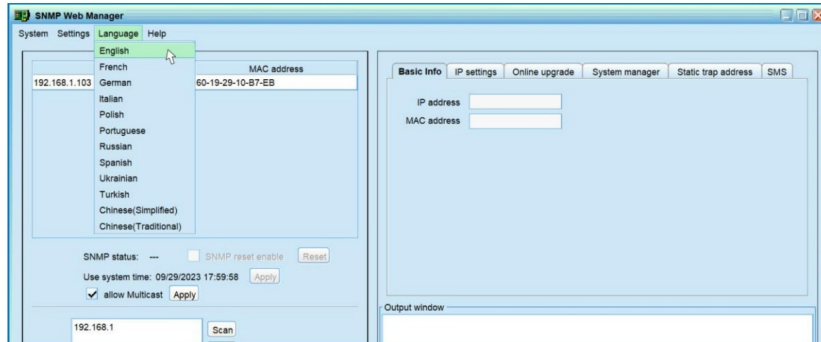 SNMP Web Manager
System Settings Language Help
English
French
German
Italian
Polish
Portuguese
Russian
Spanish
Ukrainian
Turkish
Chinese(Simplified)
Chinese(Traditional)
MAC address
192.168.1.103 60-19-29-10-B7-EB
SNMP status: --- SNMP reset enable Reset
Use system time: 09/29/2023 17:59:58 Apply
allow Multicast Apply
192.168.1 Scan
Basic Info IP settings Online upgrade System manager Static trap address SMS
IP address
MAC address
Output window